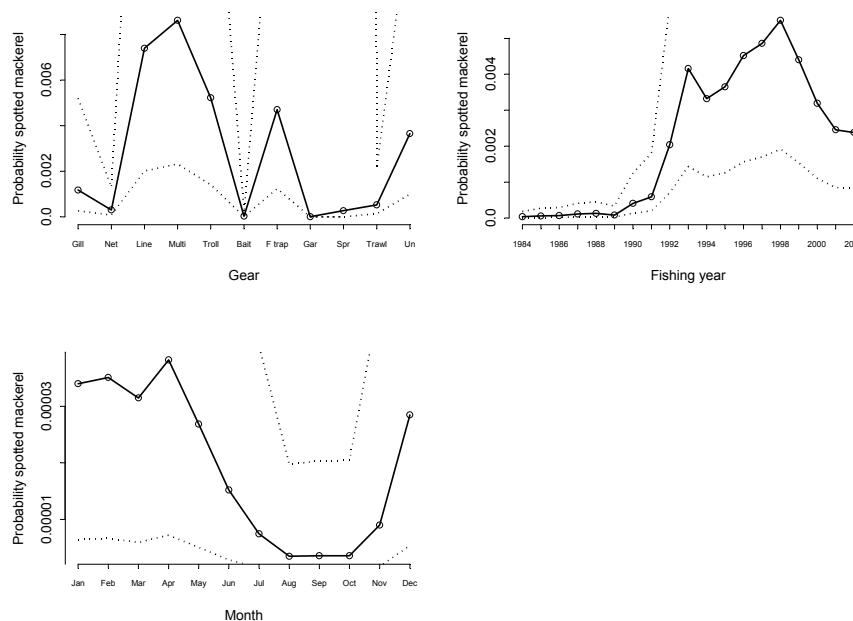 Probability spotted mackerel
0.006
0.002
0.0
Gill Net Line Multi Troll Bait F trap Gar Spr Trawl Un
Gear
Probability spotted mackerel
0.004
0.002
0.0
1984 1986 1988 1990 1992 1994 1996 1998 2000
Fishing year
Probability spotted mackerel
0.00003
0.00001
Jan Feb Mar Apr May Jun Jul Aug Sep Oct Nov Dec
Month